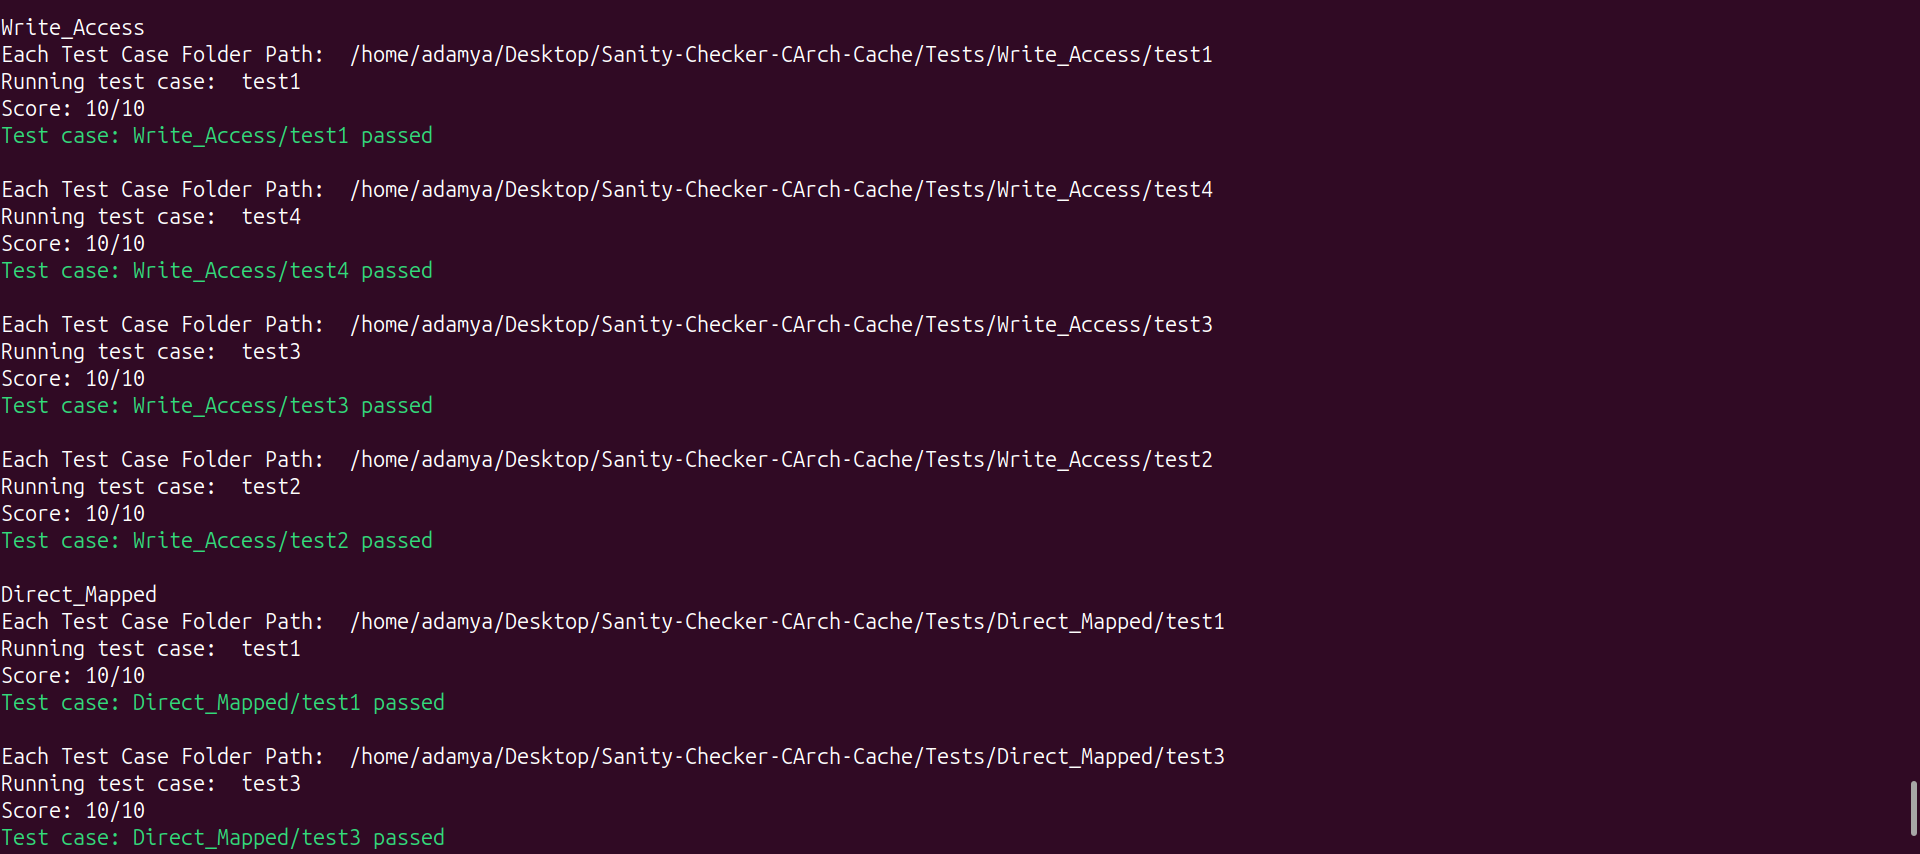 Write_Access
Each Test Case Folder Path:  /home/adamya/Desktop/Sanity-Checker-CArch-Cache/Tests/Write_Access/test1
Running test case:  test1
Score: 10/10
Test case: Write_Access/test1 passed
Each Test Case Folder Path:  /home/adamya/Desktop/Sanity-Checker-CArch-Cache/Tests/Write_Access/test4
Running test case:  test4
Score: 10/10
Test case: Write_Access/test4 passed
Each Test Case Folder Path:  /home/adamya/Desktop/Sanity-Checker-CArch-Cache/Tests/Write_Access/test3
Running test case:  test3
Score: 10/10
Test case: Write_Access/test3 passed
Each Test Case Folder Path:  /home/adamya/Desktop/Sanity-Checker-CArch-Cache/Tests/Write_Access/test2
Running test case:  test2
Score: 10/10
Test case: Write_Access/test2 passed
Direct_Mapped
Each Test Case Folder Path:  /home/adamya/Desktop/Sanity-Checker-CArch-Cache/Tests/Direct_Mapped/test1
Running test case:  test1
Score: 10/10
Test case: Direct_Mapped/test1 passed
Each Test Case Folder Path:  /home/adamya/Desktop/Sanity-Checker-CArch-Cache/Tests/Direct_Mapped/test3
Running test case:  test3
Score: 10/10
Test case: Direct_Mapped/test3 passed